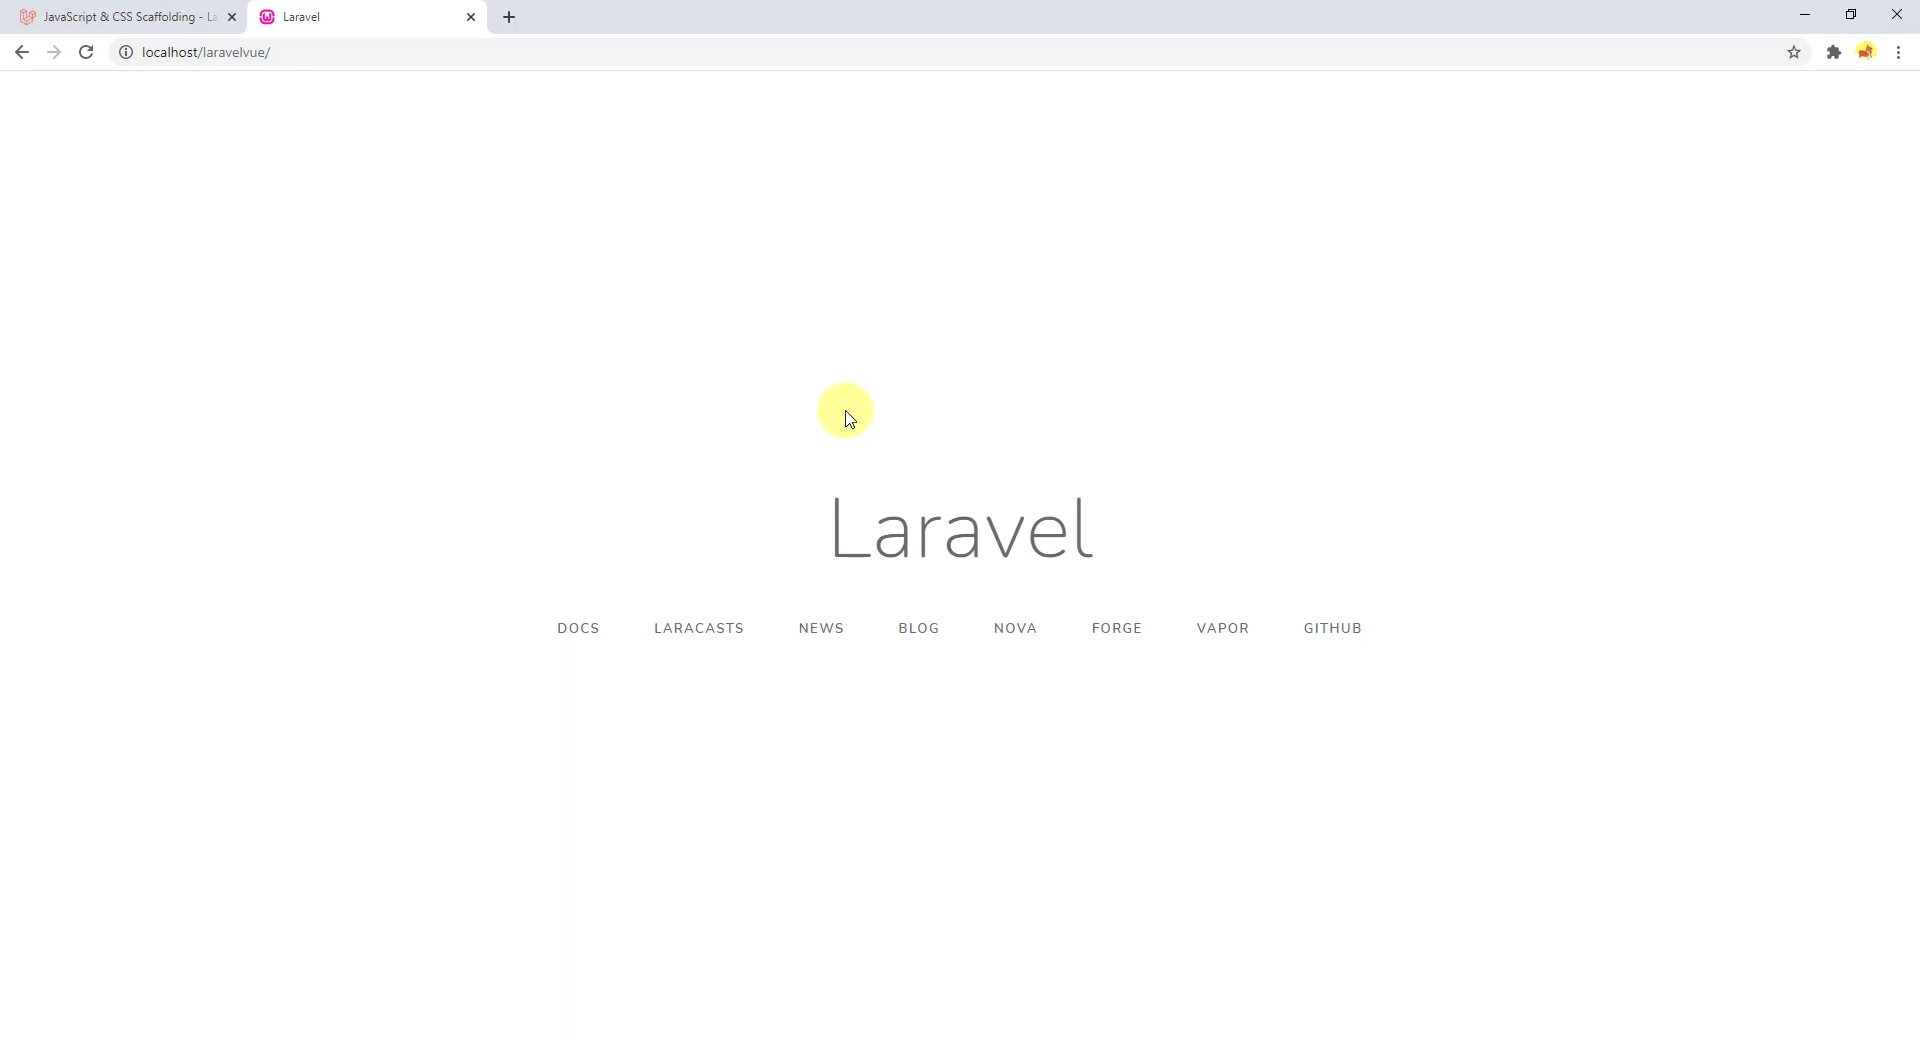 JavaScript & CSS Scaffolding - La
Laravel
localhost/laravelvue/
Laravel
DOCS LARACASTS NEWS BLOG NOVA FORGE VAPOR GITHUB